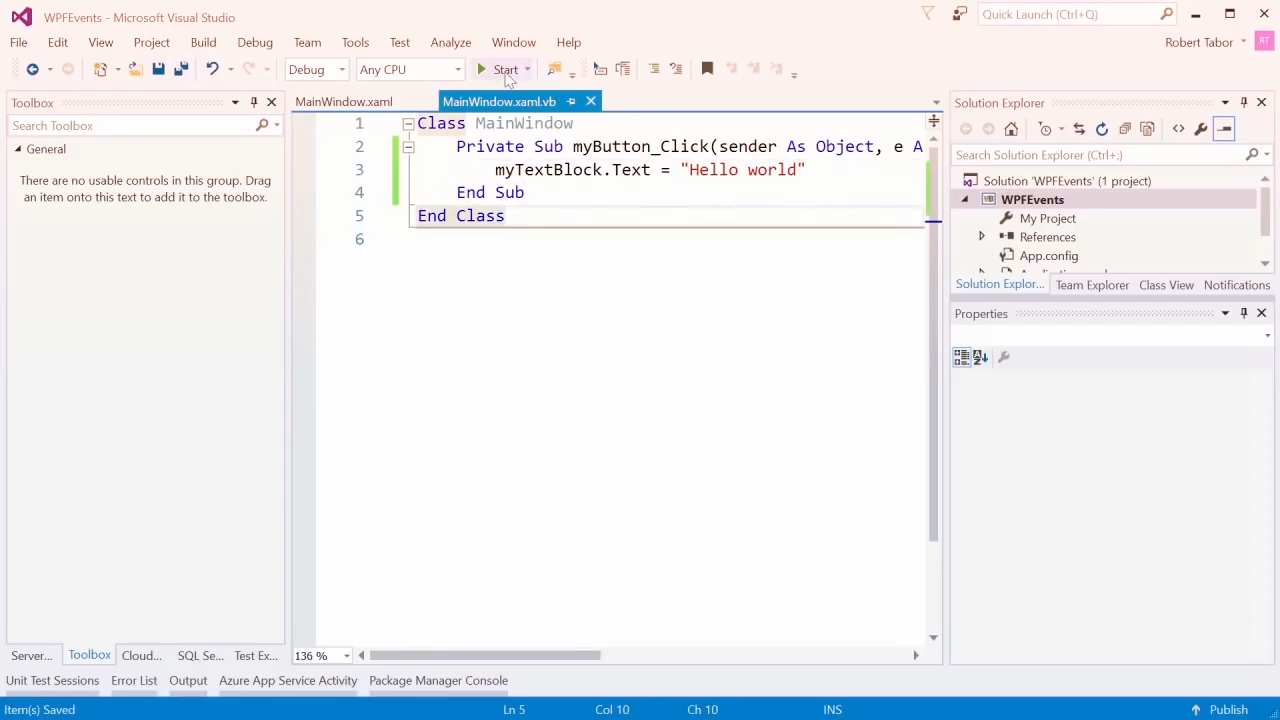 WPFEvents - Microsoft Visual Studio
Quick Launch (Ctrl+Q)
File Edit View Project Build Debug Team Tools Test Analyze Window Help
Robert Tabor RT
Debug Any CPU Start
Toolbox
Search Toolbox
General
There are no usable controls in this group. Drag
an item onto this text to add it to the toolbox.
MainWindow.xaml MainWindow.xaml.vb
1 Class MainWindow
2 Private Sub myButton_Click(sender As Object, e A
3 myTextBlock.Text = "Hello world"
4 End Sub
5 End Class
6
136 %
Solution Explorer
Search Solution Explorer (Ctrl+;)
Solution 'WPFEvents' (1 project)
VB WPFEvents
My Project
References
App.config
Solution Explor... Team Explorer Class View Notifications
Properties
Server... Toolbox Cloud... SQL Se... Test Ex...
Unit Test Sessions Error List Output Azure App Service Activity Package Manager Console
Item(s) Saved Ln 5 Col 10 Ch 10 INS Publish